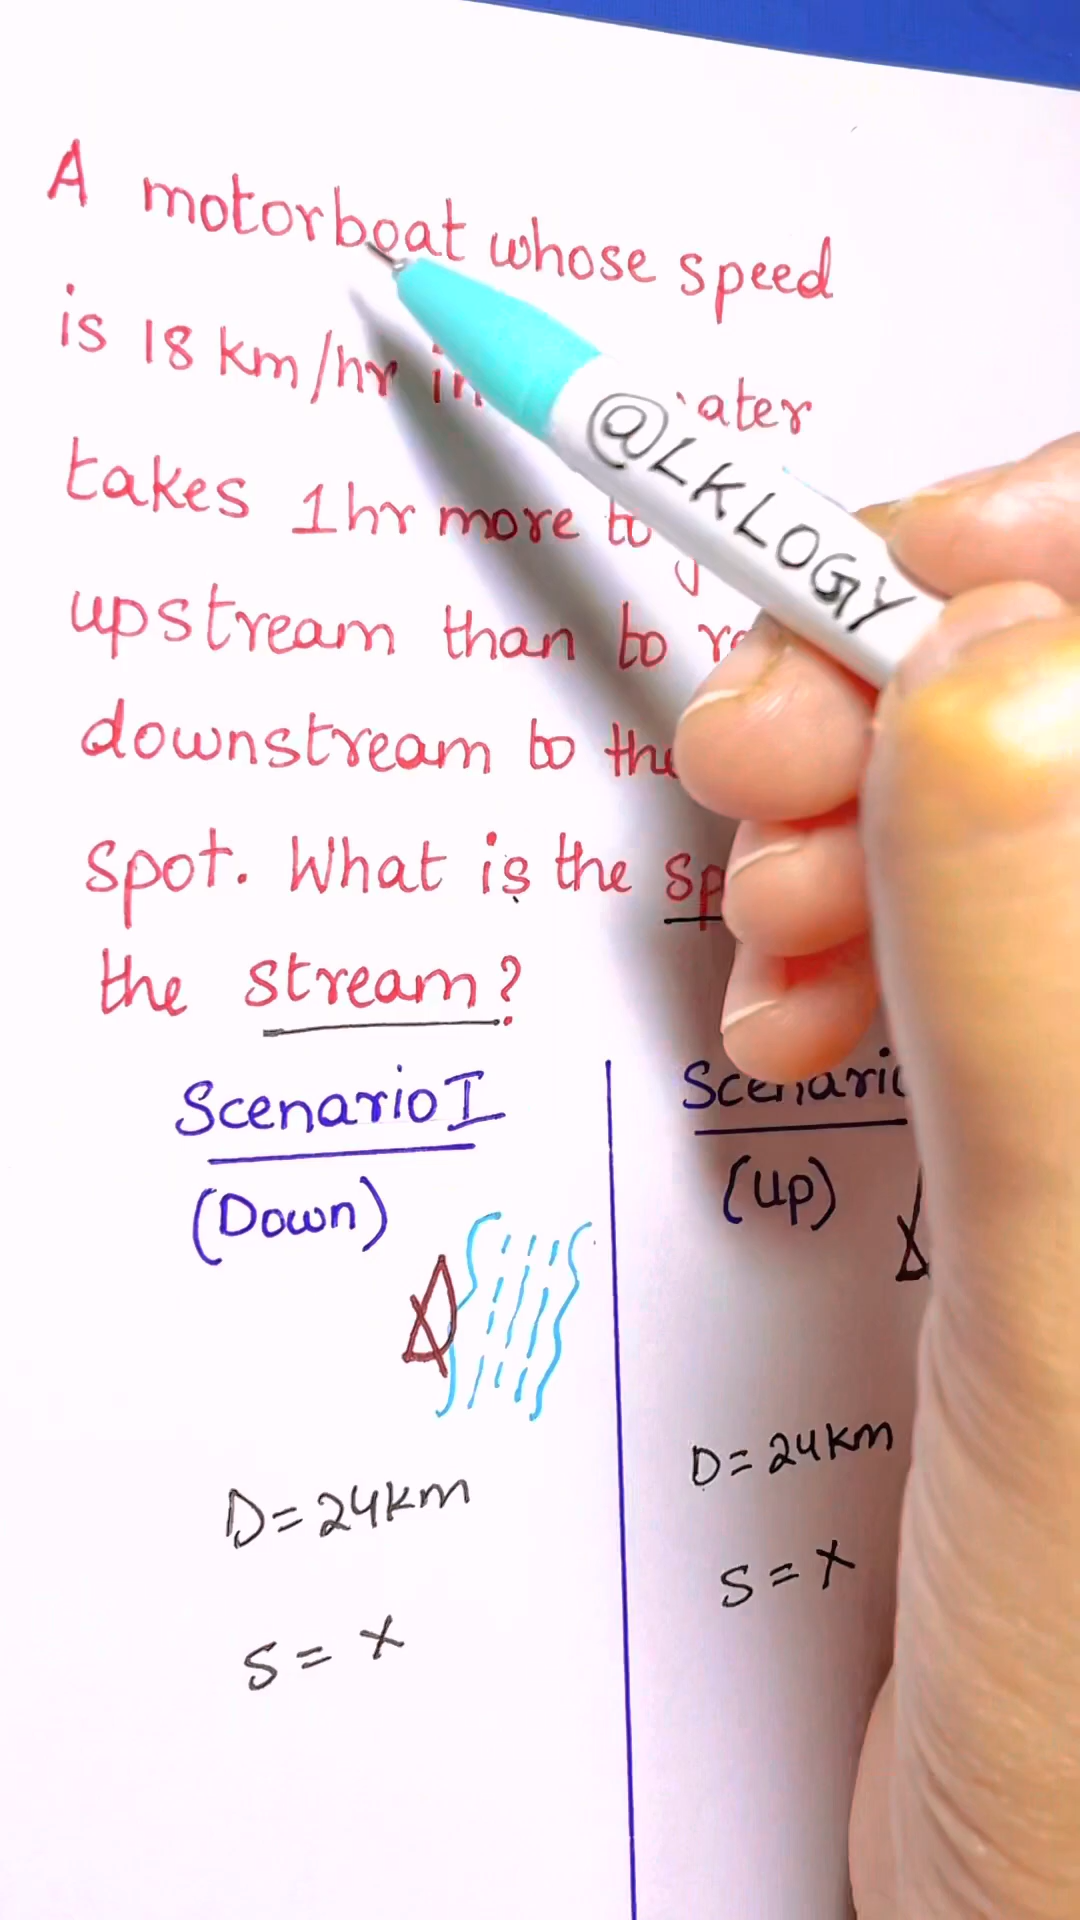 A motorboat whose speed
is 18 km/hr
takes 1hr more to
upstream than to
downstream to the
spot. What is the
the stream?
Scenario I
(Down)
D=24km
S= x
(up)
D=24km
S= x
@LKLOGY